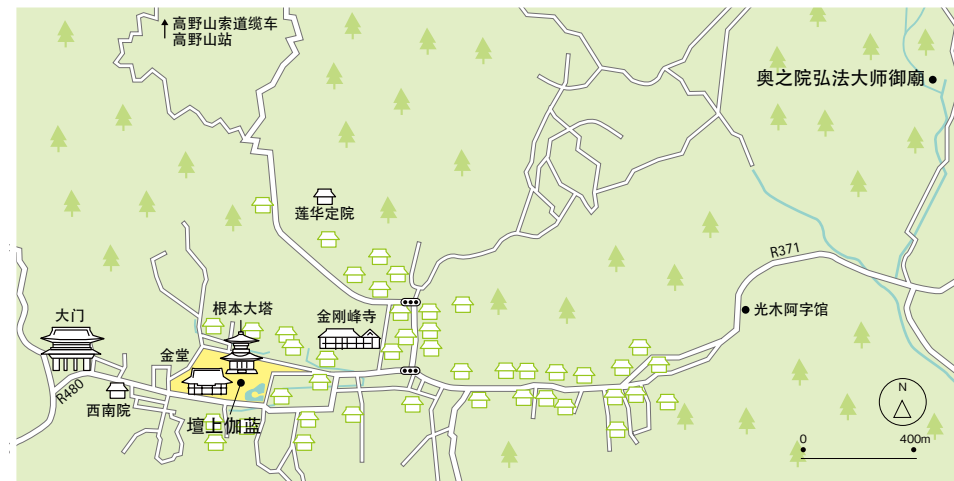 ↑高野山索道缆车
高野山站
奥之院弘法大师御廟
莲华定院
R371
大门
根本大塔
金刚峰寺
光木阿字馆
金堂
R480
西南院
壇上伽蓝
N
0 400m